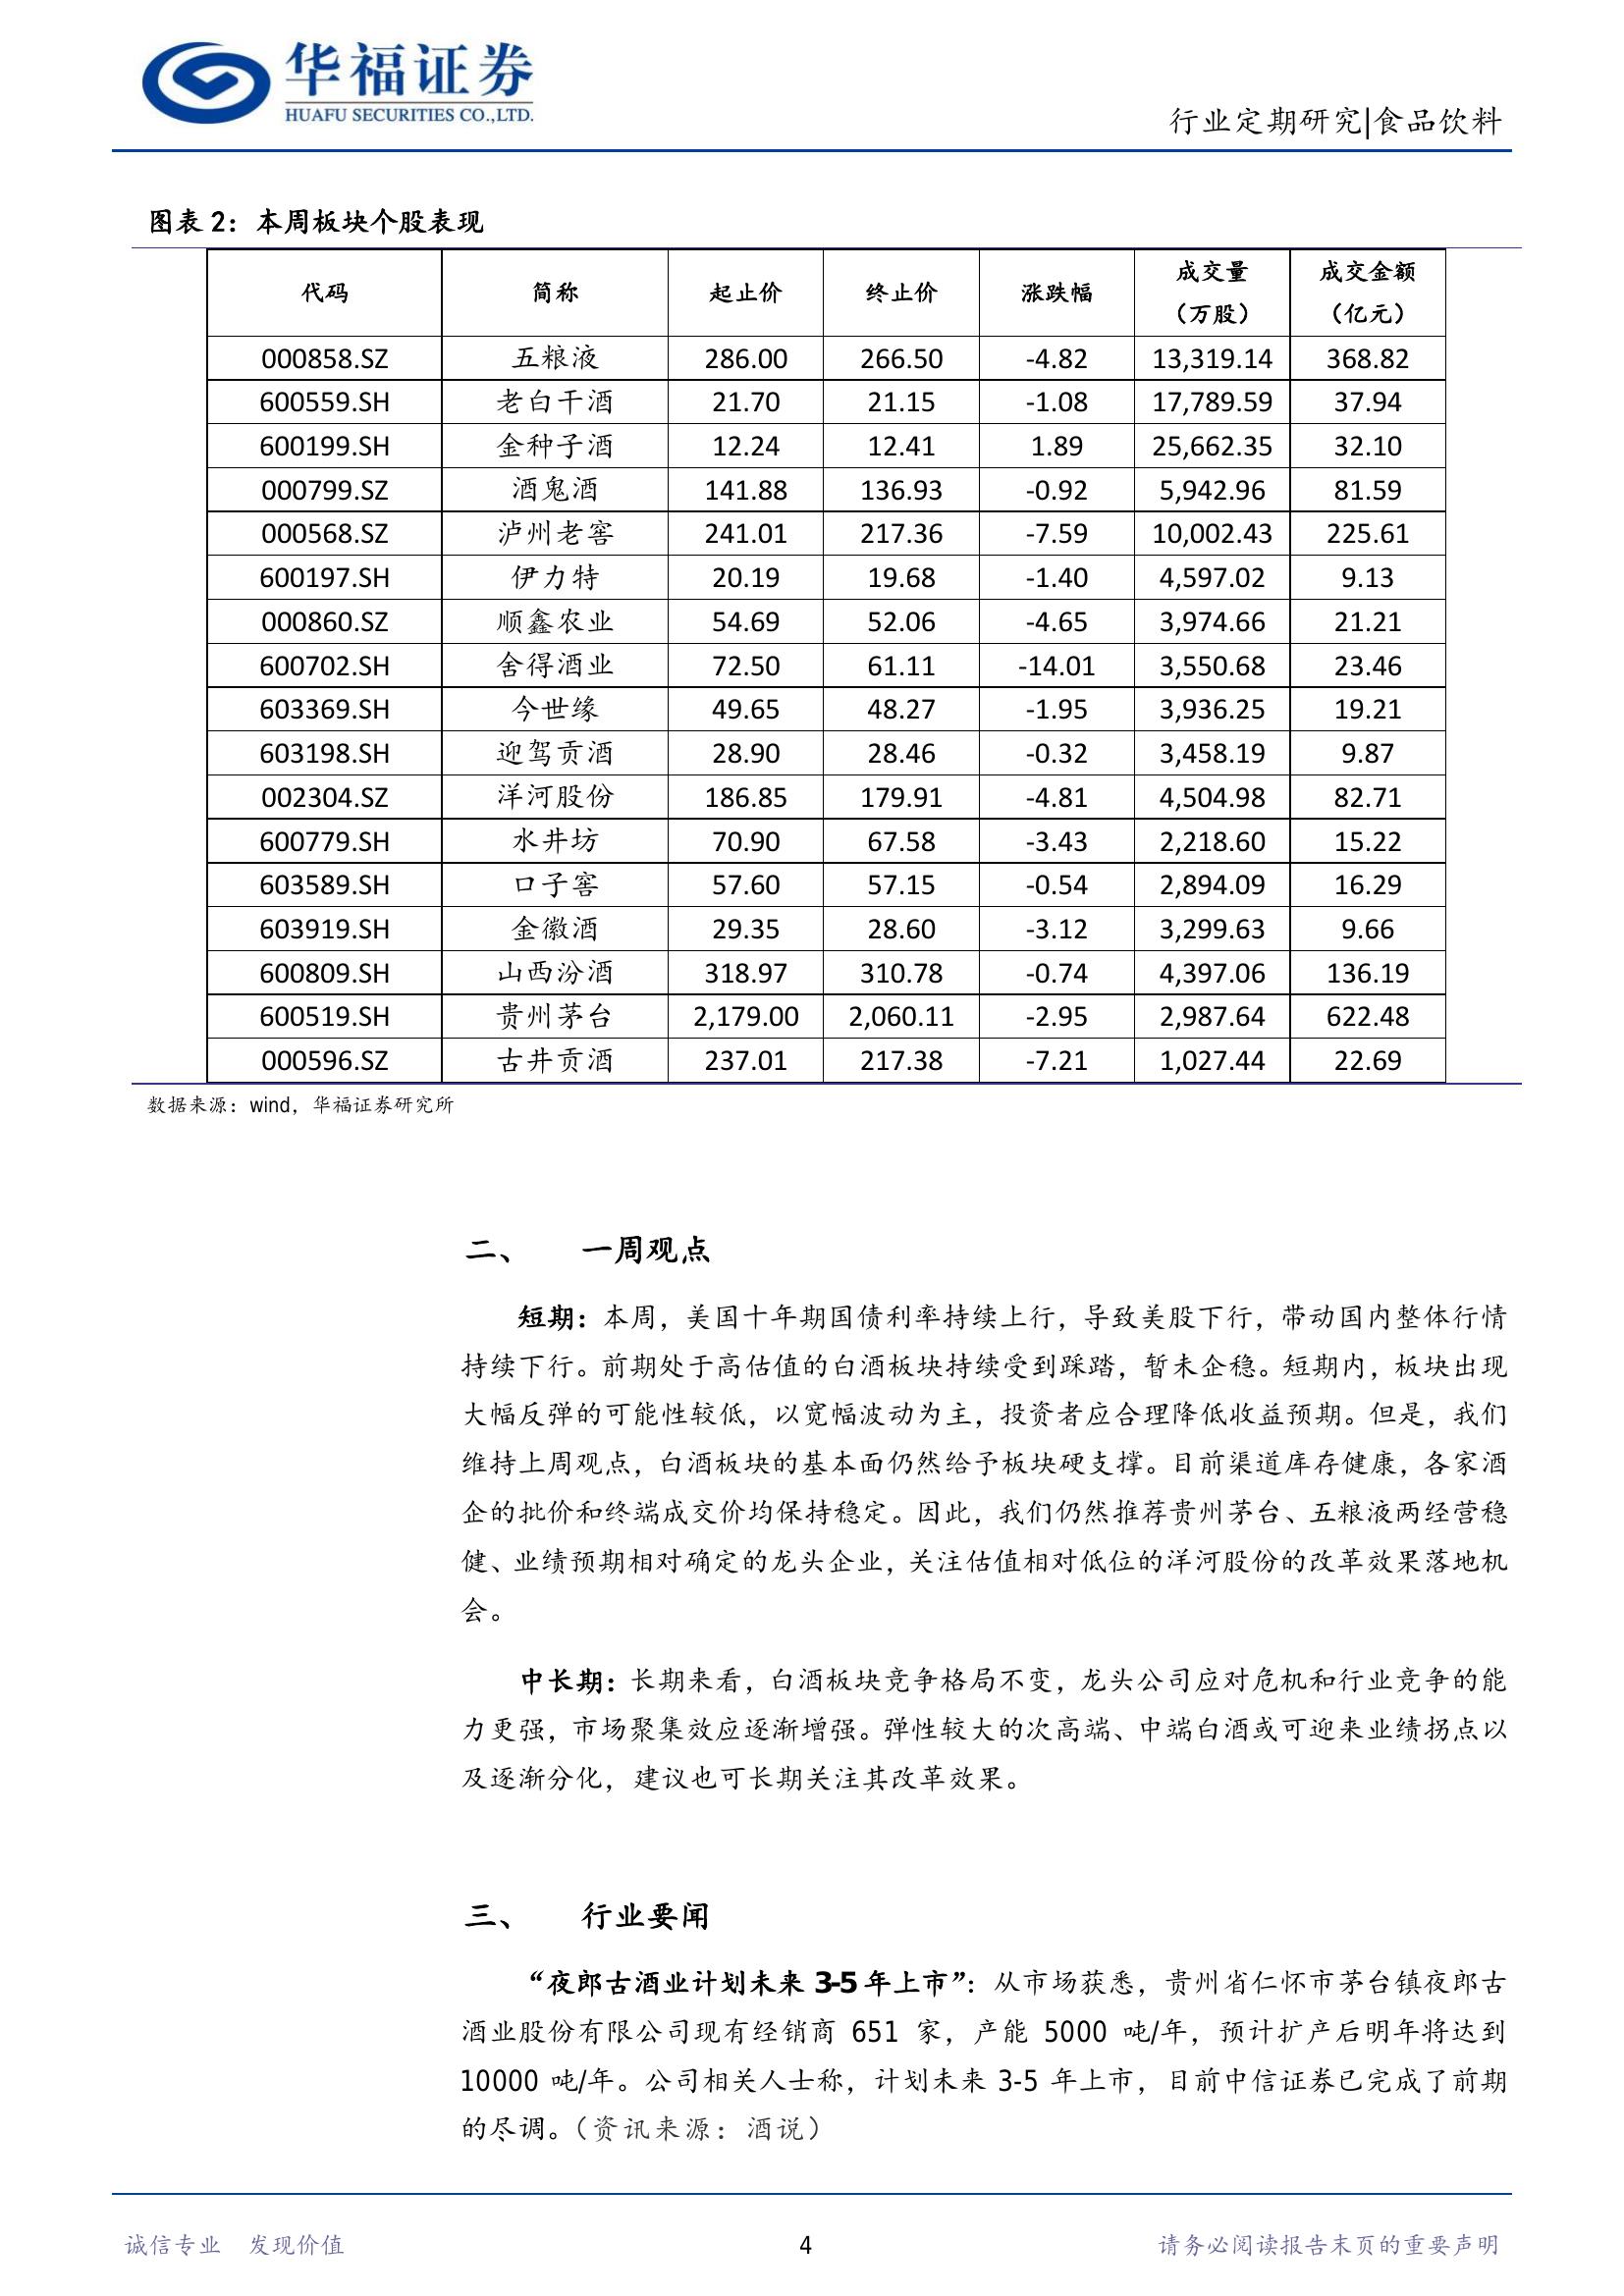 华福证券
HUAFU SECURITIES CO.,LTD.
行业定期研究|食品饮料
图表 2：本周板块个股表现
代码 简称 起止价 终止价 涨跌幅 成交量（万股） 成交金额（亿元）
000858.SZ 五粮液 286.00 266.50 -4.82 13,319.14 368.82
600559.SH 老白干酒 21.70 21.15 -1.08 17,789.59 37.94
600199.SH 金种子酒 12.24 12.41 1.89 25,662.35 32.10
000799.SZ 酒鬼酒 141.88 136.93 -0.92 5,942.96 81.59
000568.SZ 泸州老窖 241.01 217.36 -7.59 10,002.43 225.61
600197.SH 伊力特 20.19 19.68 -1.40 4,597.02 9.13
000860.SZ 顺鑫农业 54.69 52.06 -4.65 3,974.66 21.21
600702.SH 舍得酒业 72.50 61.11 -14.01 3,550.68 23.46
603369.SH 今世缘 49.65 48.27 -1.95 3,936.25 19.21
603198.SH 迎驾贡酒 28.90 28.46 -0.32 3,458.19 9.87
002304.SZ 洋河股份 186.85 179.91 -4.81 4,504.98 82.71
600779.SH 水井坊 70.90 67.58 -3.43 2,218.60 15.22
603589.SH 口子窖 57.60 57.15 -0.54 2,894.09 16.29
603919.SH 金徽酒 29.35 28.60 -3.12 3,299.63 9.66
600809.SH 山西汾酒 318.97 310.78 -0.74 4,397.06 136.19
600519.SH 贵州茅台 2,179.00 2,060.11 -2.95 2,987.64 622.48
000596.SZ 古井贡酒 237.01 217.38 -7.21 1,027.44 22.69
数据来源：wind，华福证券研究所
二、 一周观点
短期：本周，美国十年期国债利率持续上行，导致美股下行，带动国内整体行情
持续下行。前期处于高估值的白酒板块持续受到踩踏，暂未企稳。短期内，板块出现
大幅反弹的可能性较低，以宽幅波动为主，投资者应合理降低收益预期。但是，我们
维持上周观点，白酒板块的基本面仍然给予板块硬支撑。目前渠道库存健康，各家酒
企的批价和终端成交价均保持稳定。因此，我们仍然推荐贵州茅台、五粮液两经营稳
健、业绩预期相对确定的龙头企业，关注估值相对低位的洋河股份的改革效果落地机
会。
中长期：长期来看，白酒板块竞争格局不变，龙头公司应对危机和行业竞争的能
力更强，市场聚集效应逐渐增强。弹性较大的次高端、中端白酒或可迎来业绩拐点以
及逐渐分化，建议也可长期关注其改革效果。
三、 行业要闻
“夜郎古酒业计划未来 3-5 年上市”：从市场获悉，贵州省仁怀市茅台镇夜郎古
酒业股份有限公司现有经销商 651 家，产能 5000 吨/年，预计扩产后明年将达到
10000 吨/年。公司相关人士称，计划未来 3-5 年上市，目前中信证券已完成了前期
的尽调。（资讯来源：酒说）
诚信专业 发现价值 4 请务必阅读报告末页的重要声明